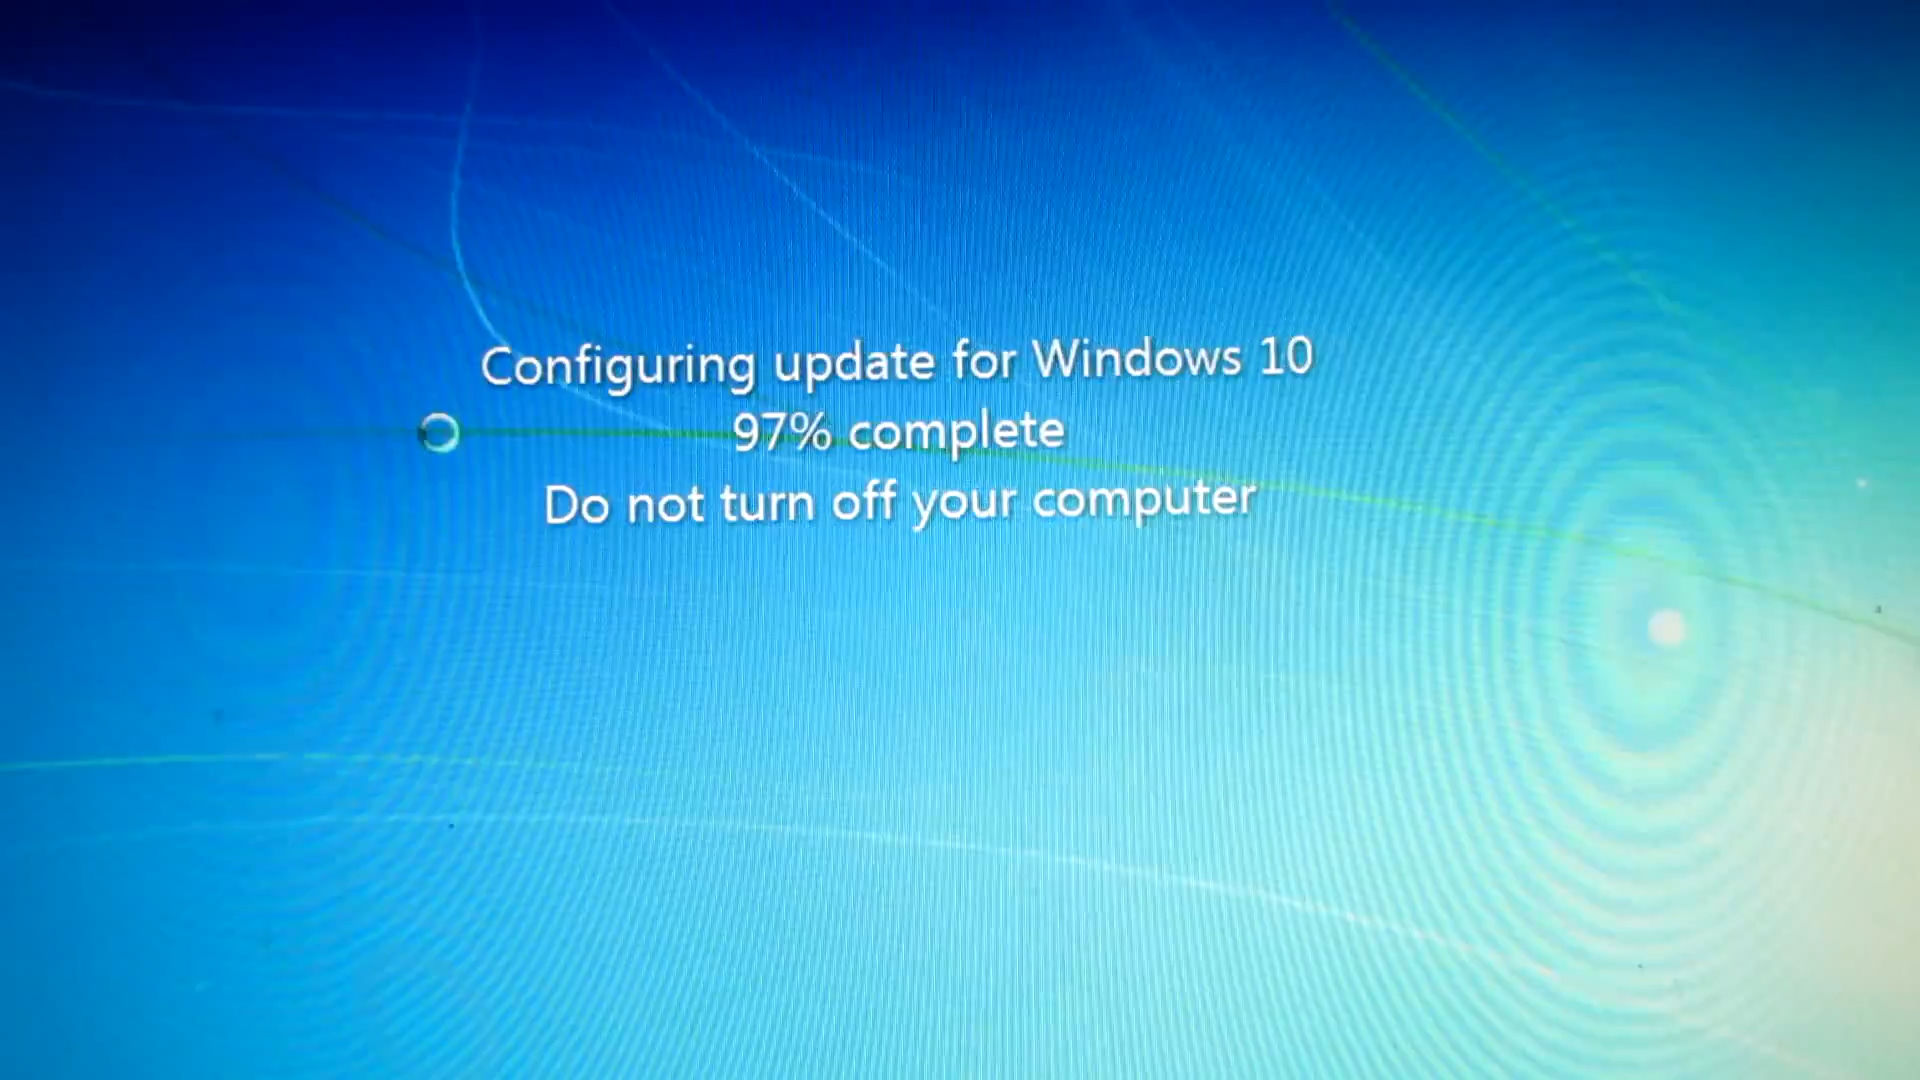 Configuring update for Windows 10
97% complete
Do not turn off your computer